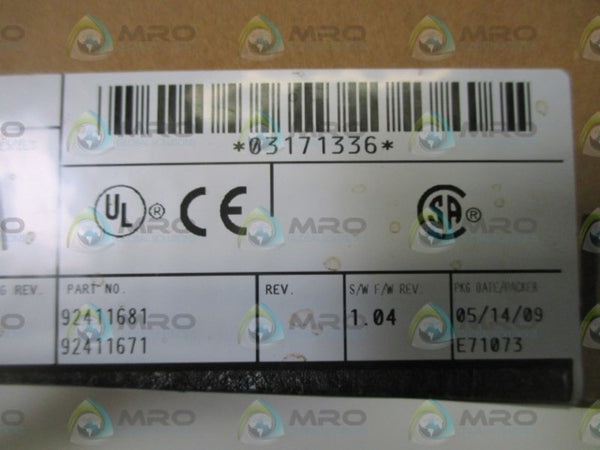 *03171336*
UL ® CE SA ®
G REV. PART NO. REV. S/W F/W REV. PKG DATE/PACKER
92411681 1.04 05/14/09
92411671 E71073
MRO